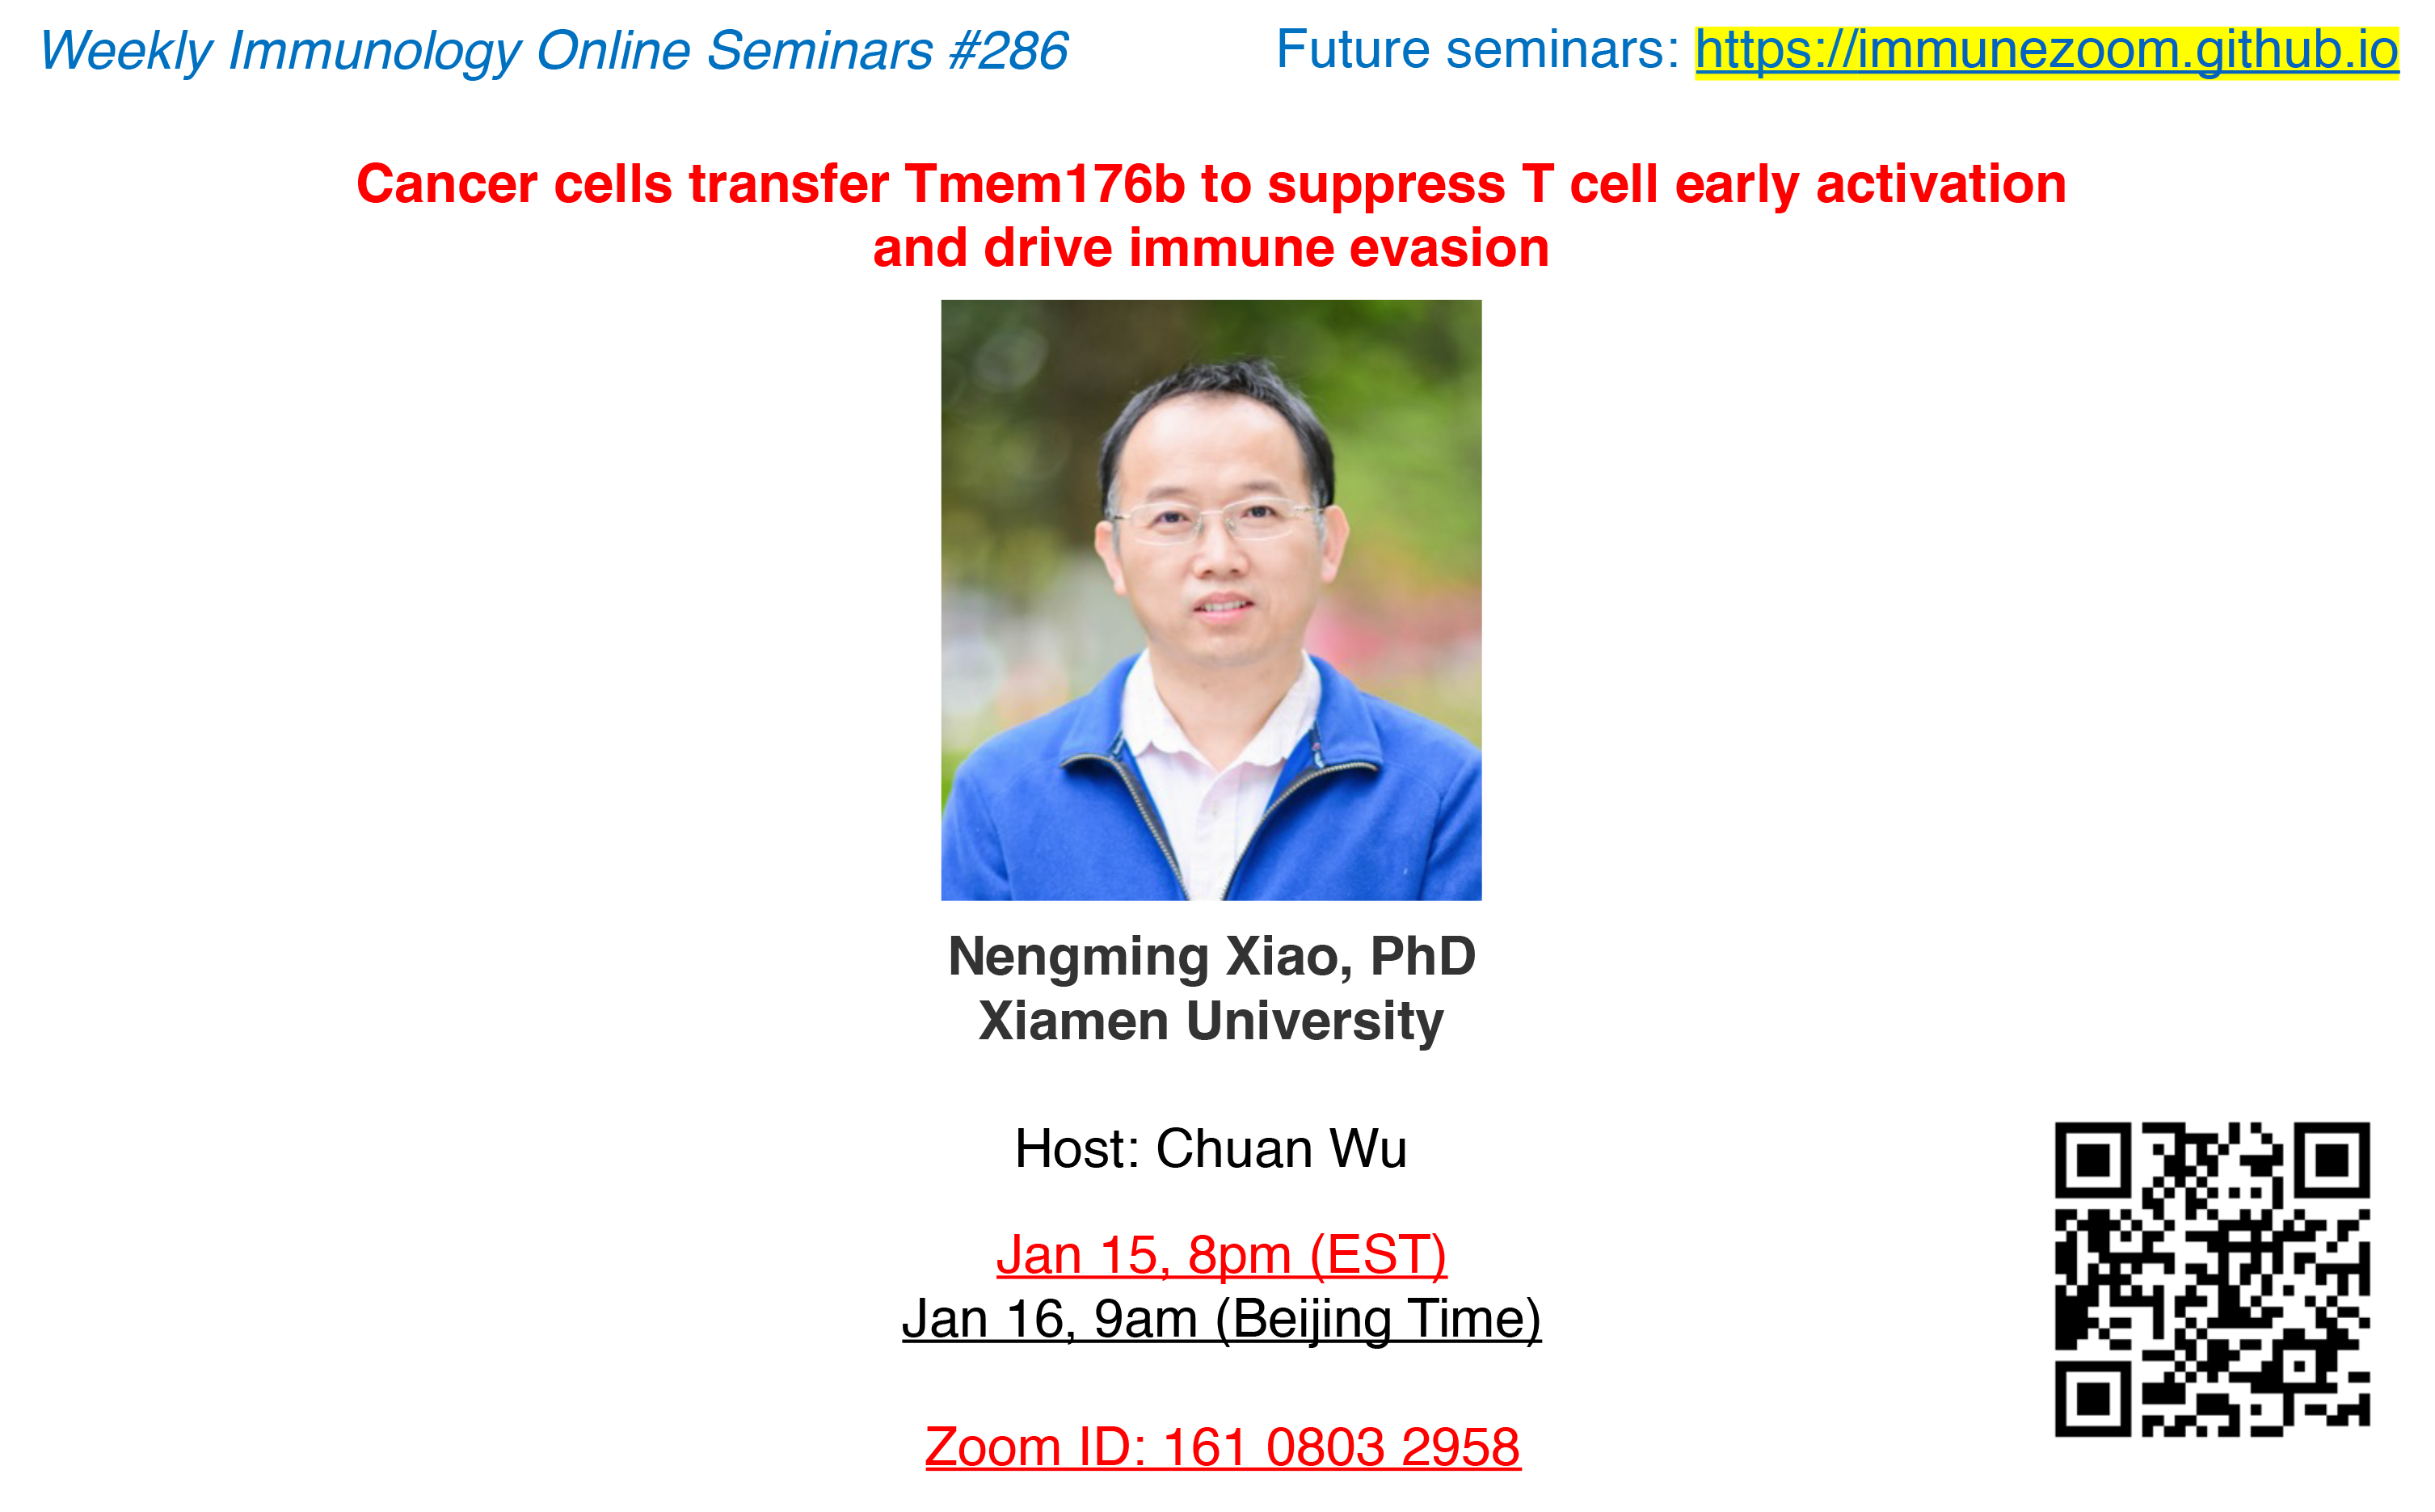 Weekly Immunology Online Seminars #286
Future seminars: https://immunezoom.github.io
Cancer cells transfer Tmem176b to suppress T cell early activation
and drive immune evasion
Nengming Xiao, PhD
Xiamen University
Host: Chuan Wu
Jan 15, 8pm (EST)
Jan 16, 9am (Beijing Time)
Zoom ID: 161 0803 2958